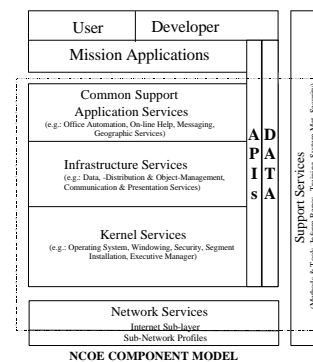 User
Developer
Mission Applications
Common Support
Application Services
(e.g.: Office Automation, On-line Help, Messaging,
Geographic Services)
Infrastructure Services
(e.g.: Data, -Distribution & Object-Management,
Communication & Presentation Services)
Kernel Services
(e.g.: Operating System, Windowing, Security, Segment
Installation, Executive Manager)
APIs
DATA
Support Services
Network Services
Internet Sub-layer
Sub-Network Profiles
NCOE COMPONENT MODEL